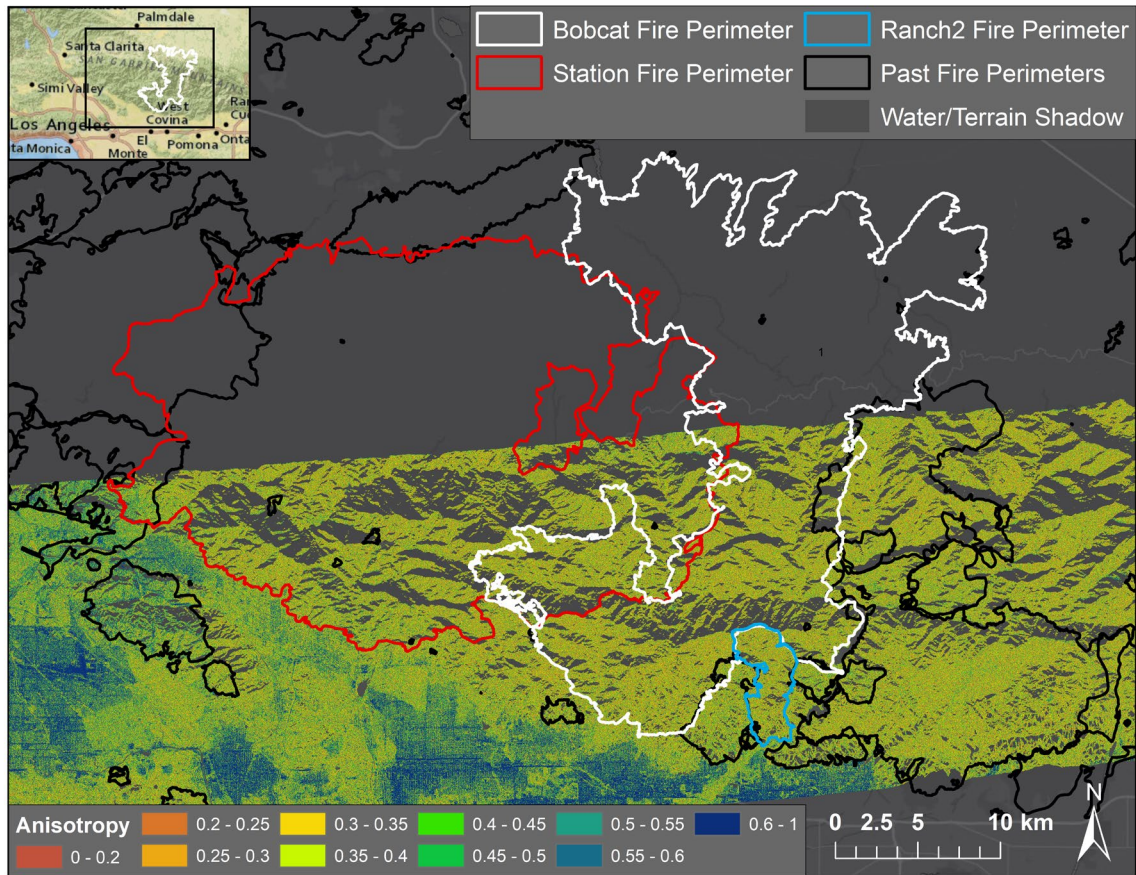 Palmdale
Santa Clarita
SAN GABRIEL
Simi Valley
West
Covina
Los Angeles
ta Monica
El
Monte
Pomona
Onta
Ran
Cu
Bobcat Fire Perimeter
Ranch2 Fire Perimeter
Station Fire Perimeter
Past Fire Perimeters
Water/Terrain Shadow
1
Anisotropy
0.2 - 0.25
0.3 - 0.35
0.4 - 0.45
0.5 - 0.55
0.6 - 1
0 - 0.2
0.25 - 0.3
0.35 - 0.4
0.45 - 0.5
0.55 - 0.6
0 2.5 5 10 km
N